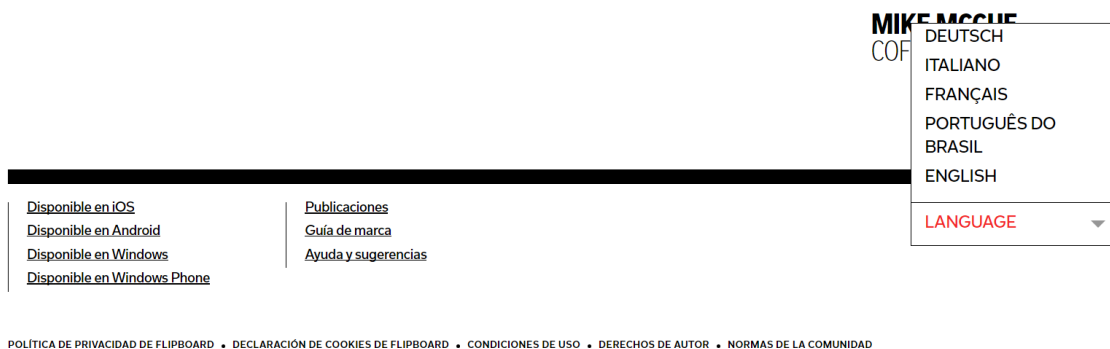 MIKE MCCUE
COF
DEUTSCH
ITALIANO
FRANÇAIS
PORTUGUÊS DO
BRASIL
ENGLISH
LANGUAGE
Disponible en iOS
Disponible en Android
Disponible en Windows
Disponible en Windows Phone
Publicaciones
Guía de marca
Ayuda y sugerencias
POLÍTICA DE PRIVACIDAD DE FLIPBOARD • DECLARACIÓN DE COOKIES DE FLIPBOARD • CONDICIONES DE USO • DERECHOS DE AUTOR • NORMAS DE LA COMUNIDAD